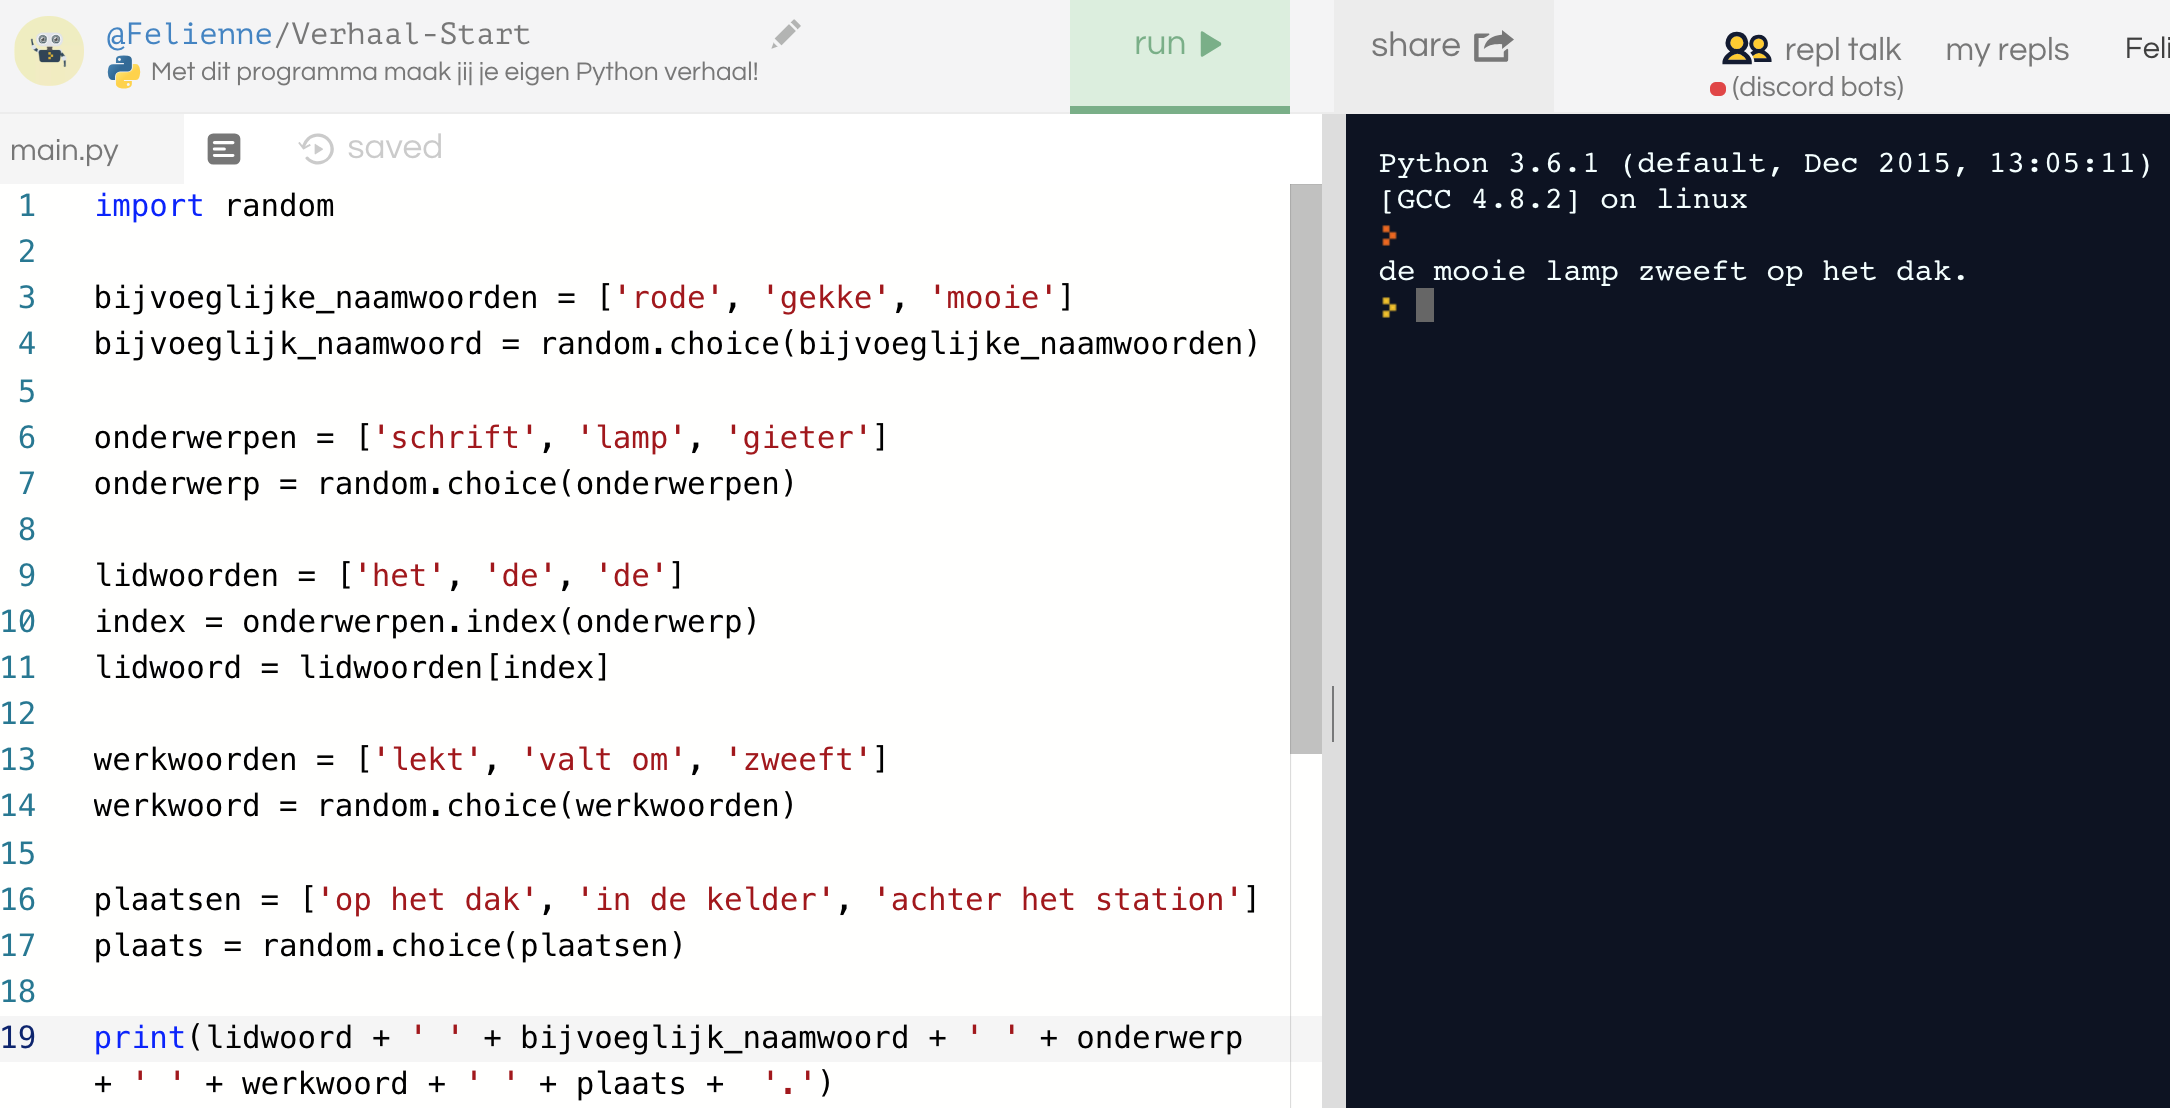 @Felienne/Verhaal-Start
Met dit programma maak jij je eigen Python verhaal!
run
share
repl talk
(discord bots)
my repls
Feli
main.py
saved
1 import random
2
3 bijvoeglijke_naamwoorden = ['rode', 'gekke', 'mooie']
4 bijvoeglijk_naamwoord = random.choice(bijvoeglijke_naamwoorden)
5
6 onderwerpen = ['schrift', 'lamp', 'gieter']
7 onderwerp = random.choice(onderwerpen)
8
9 lidwoorden = ['het', 'de', 'de']
10 index = onderwerpen.index(onderwerp)
11 lidwoord = lidwoorden[index]
12
13 werkwoorden = ['lekt', 'valt om', 'zweeft']
14 werkwoord = random.choice(werkwoorden)
15
16 plaatsen = ['op het dak', 'in de kelder', 'achter het station']
17 plaats = random.choice(plaatsen)
18
19 print(lidwoord + ' ' + bijvoeglijk_naamwoord + ' ' + onderwerp
+ ' ' + werkwoord + ' ' + plaats +  '.')
Python 3.6.1 (default, Dec 2015, 13:05:11)
[GCC 4.8.2] on linux
de mooie lamp zweeft op het dak.